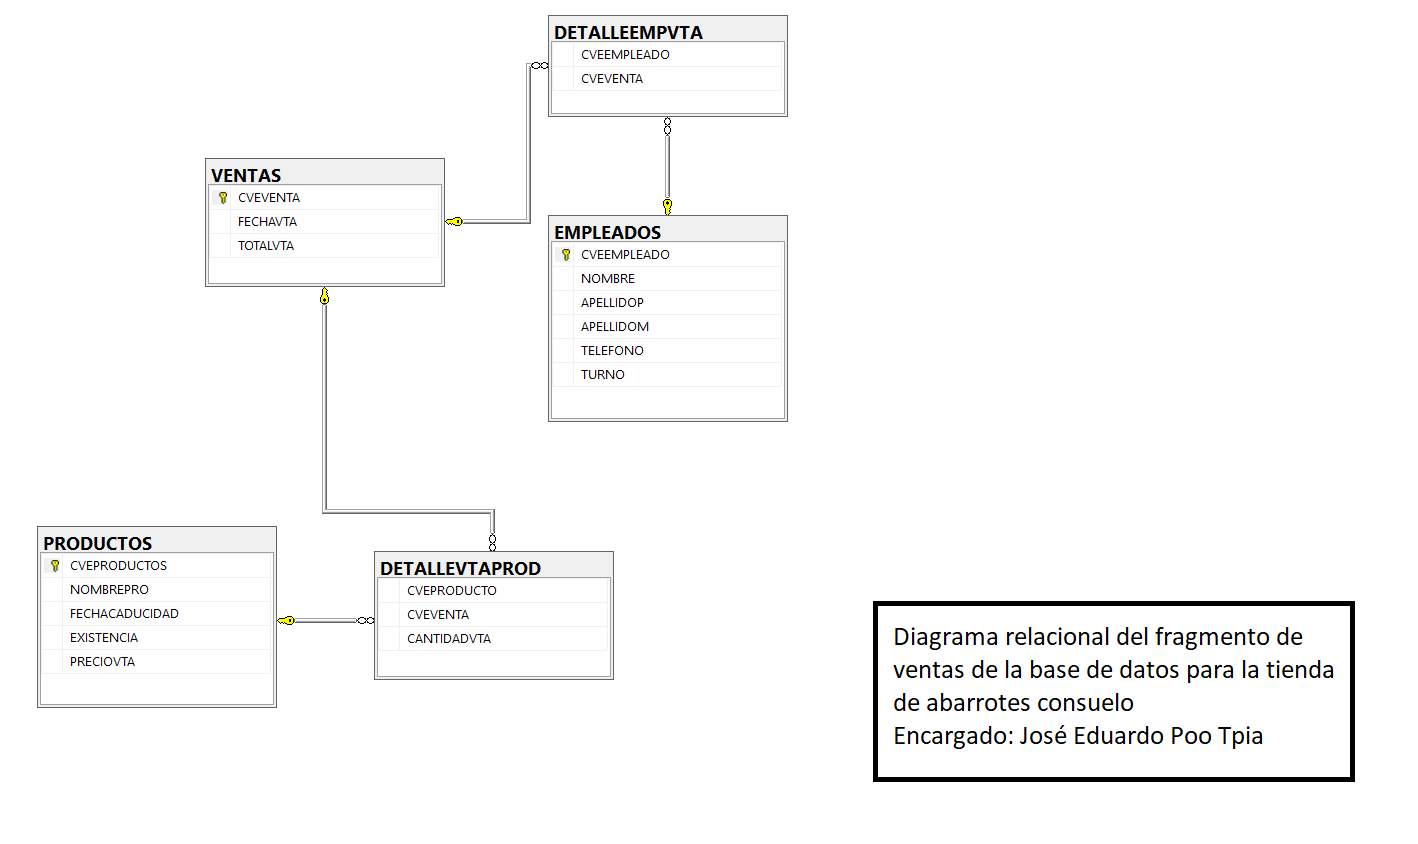 DETALLEEMPVTA
CVEEMPLEADO
CVEVENTA
VENTAS
CVEVENTA
FECHAVTA
TOTALVTA
EMPLEADOS
CVEEMPLEADO
NOMBRE
APELLIDOP
APELLIDOM
TELEFONO
TURNO
PRODUCTOS
CVEPRODUCTOS
NOMBREPRO
FECHACADUCIDAD
EXISTENCIA
PRECIOVTA
DETALLEVTAPROD
CVEPRODUCTO
CVEVENTA
CANTIDADVTA
Diagrama relacional del fragmento de
ventas de la base de datos para la tienda
de abarrotes consuelo
Encargado: José Eduardo Poo Tpia